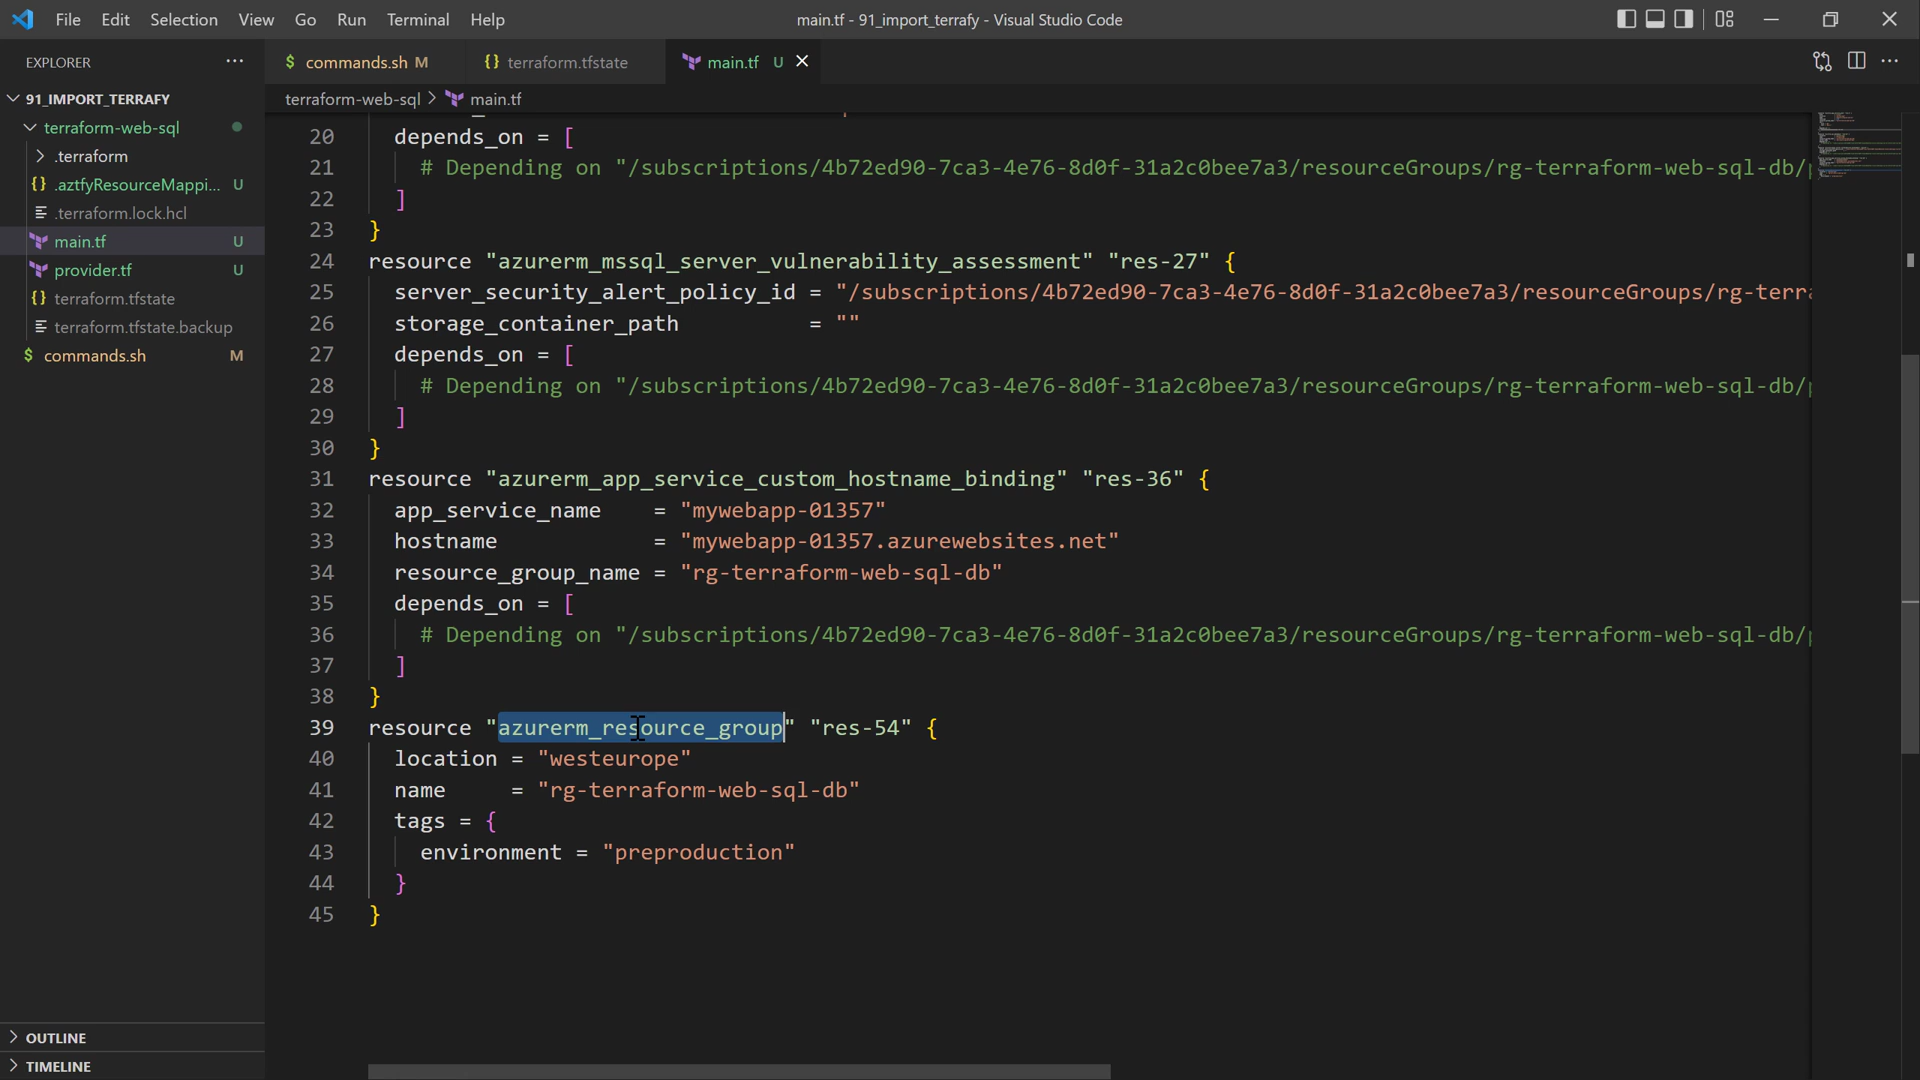 File Edit Selection View Go Run Terminal Help
main.tf - 91_import_terrafy - Visual Studio Code
EXPLORER
91_IMPORT_TERRAFY
terraform-web-sql
.terraform
.aztfyResourceMappi... U
.terraform.lock.hcl
main.tf U
provider.tf U
terraform.tfstate
terraform.tfstate.backup
$ commands.sh M
OUTLINE
TIMELINE
$ commands.sh M
terraform.tfstate
main.tf U
terraform-web-sql > main.tf
20 depends_on = [
21 # Depending on "/subscriptions/4b72ed90-7ca3-4e76-8d0f-31a2c0bee7a3/resourceGroups/rg-terraform-web-sql-db/
22 ]
23 }
24 resource "azurerm_mssql_server_vulnerability_assessment" "res-27" {
25 server_security_alert_policy_id = "/subscriptions/4b72ed90-7ca3-4e76-8d0f-31a2c0bee7a3/resourceGroups/rg-terra
26 storage_container_path = ""
27 depends_on = [
28 # Depending on "/subscriptions/4b72ed90-7ca3-4e76-8d0f-31a2c0bee7a3/resourceGroups/rg-terraform-web-sql-db/
29 ]
30 }
31 resource "azurerm_app_service_custom_hostname_binding" "res-36" {
32 app_service_name = "mywebapp-01357"
33 hostname = "mywebapp-01357.azurewebsites.net"
34 resource_group_name = "rg-terraform-web-sql-db"
35 depends_on = [
36 # Depending on "/subscriptions/4b72ed90-7ca3-4e76-8d0f-31a2c0bee7a3/resourceGroups/rg-terraform-web-sql-db/
37 ]
38 }
39 resource "azurerm_resource_group" "res-54" {
40 location = "westeurope"
41 name = "rg-terraform-web-sql-db"
42 tags = {
43 environment = "preproduction"
44 }
45 }